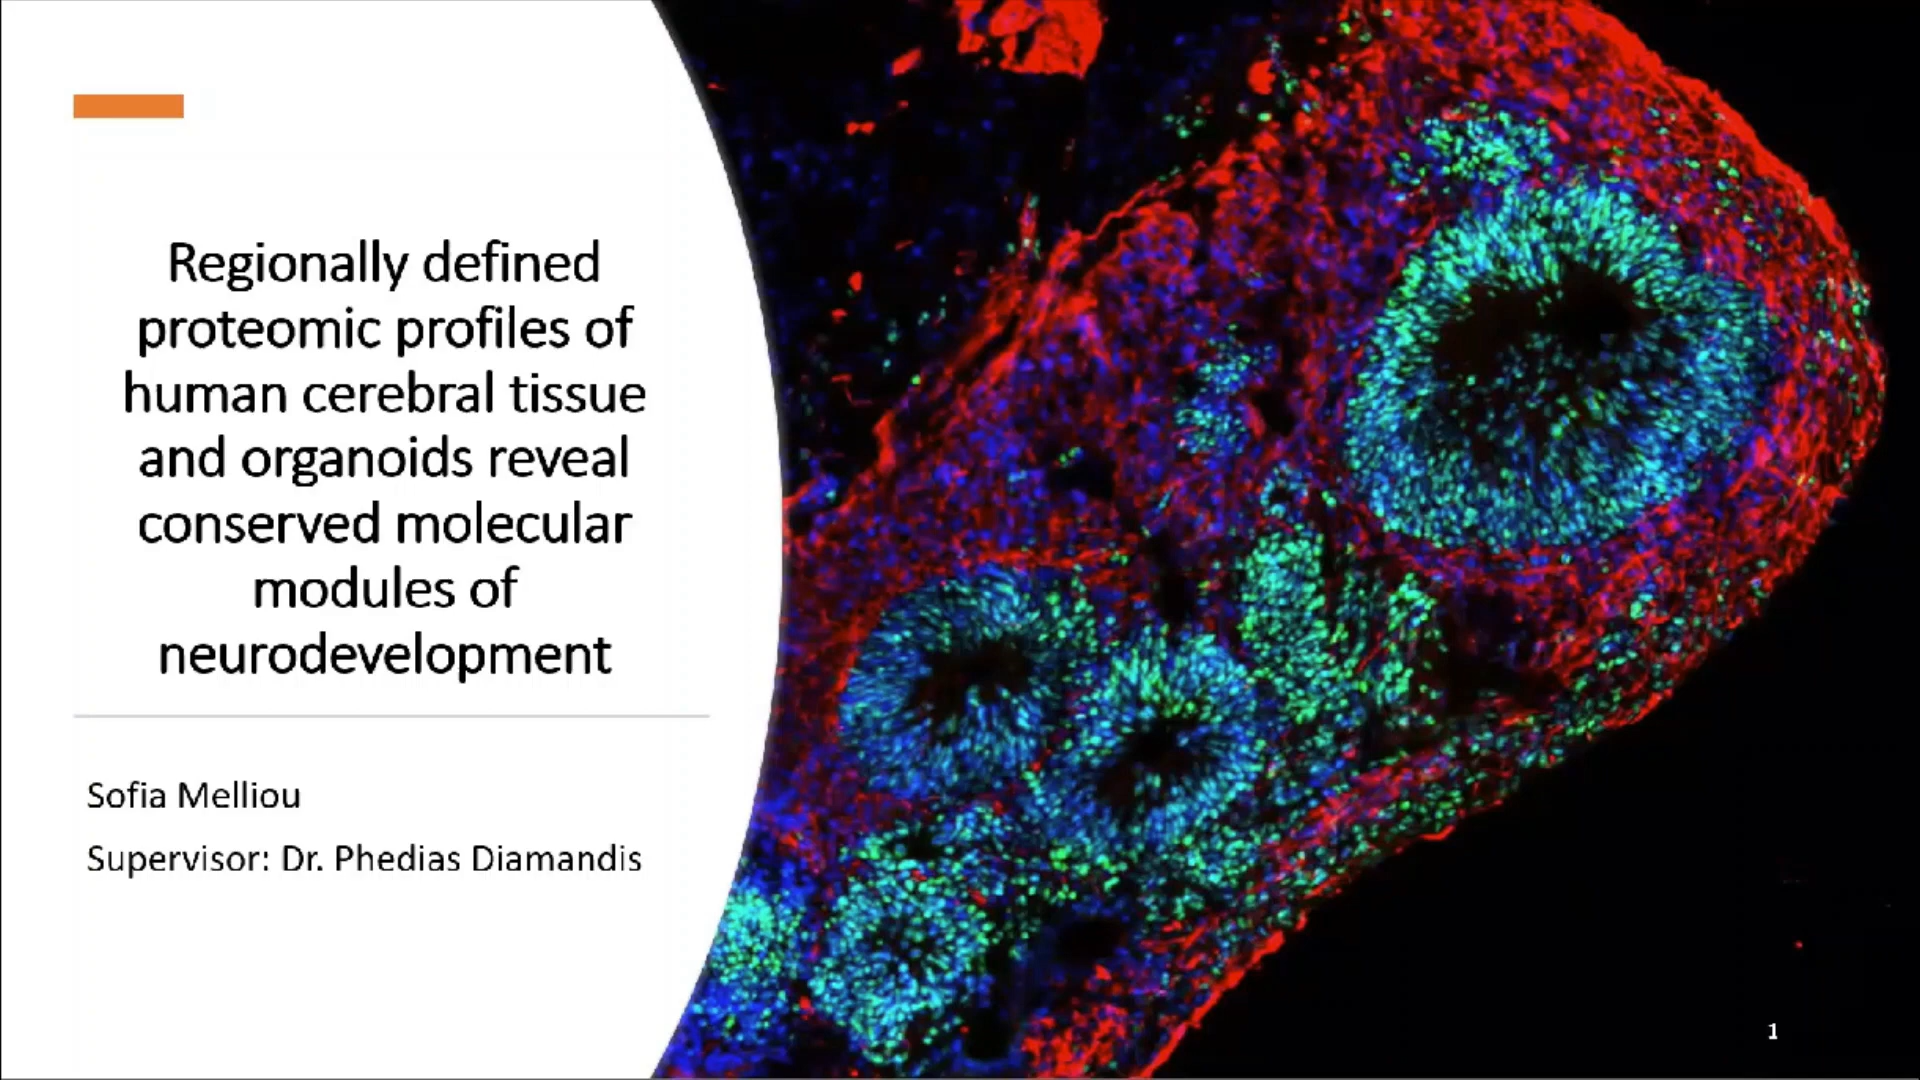 Regionally defined
proteomic profiles of
human cerebral tissue
and organoids reveal
conserved molecular
modules of
neurodevelopment
Sofia Melliou
Supervisor: Dr. Phedias Diamandis
1